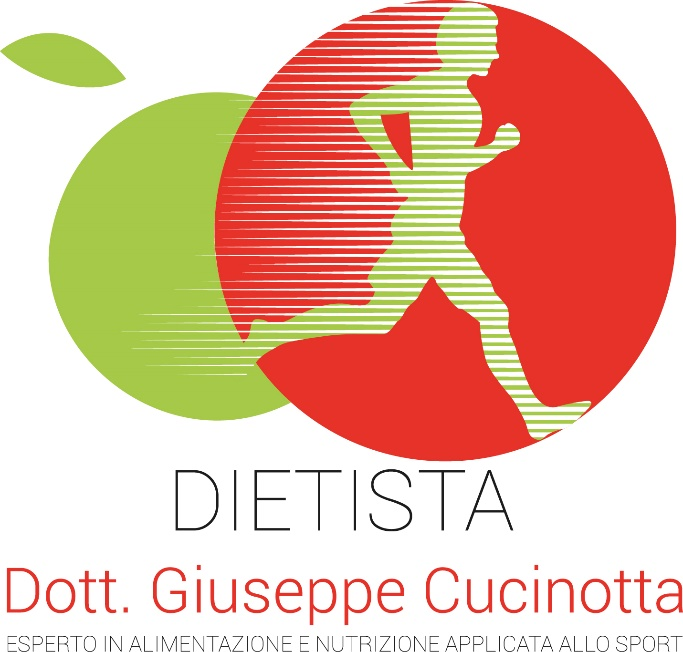 DIETISTA
Dott. Giuseppe Cucinotta
ESPERTO IN ALIMENTAZIONE E NUTRIZIONE APPLICATA ALLO SPORT